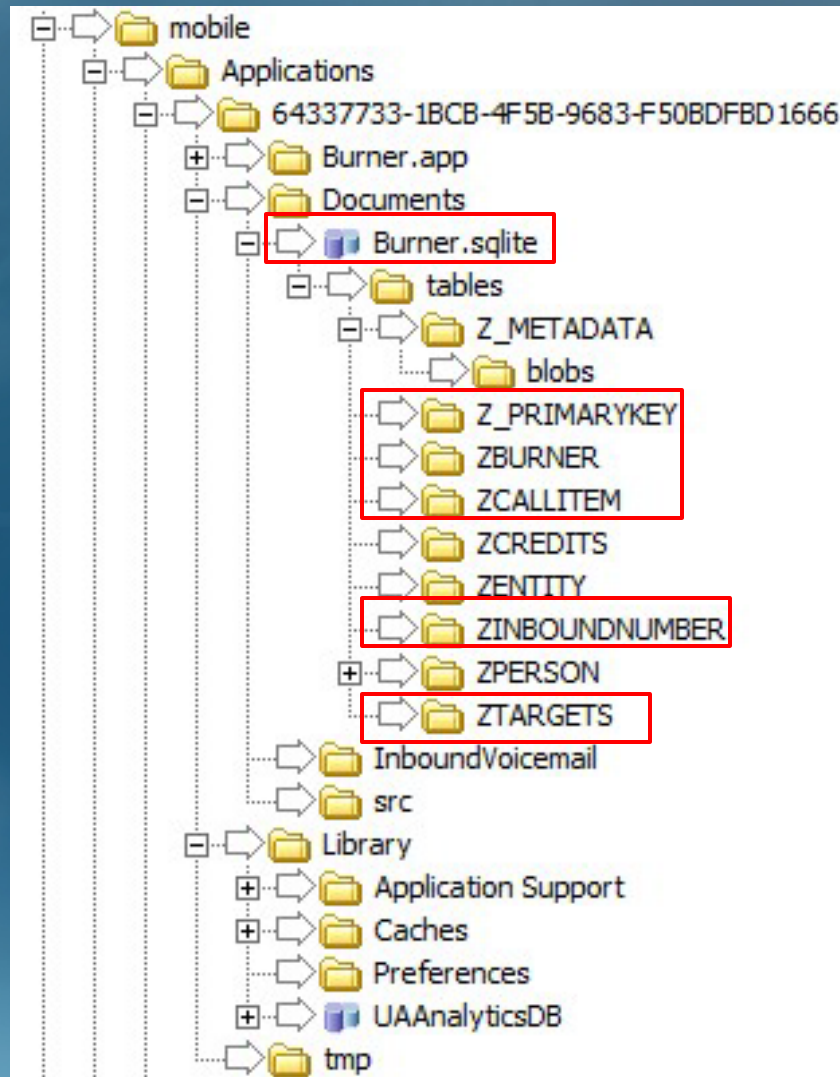 mobile
Applications
64337733-1BCB-4F5B-9683-F50BDFBD1666
Burner.app
Documents
Burner.sqlite
tables
Z_METADATA
blobs
Z_PRIMARYKEY
ZBURNER
ZCALLITEM
ZCREDITS
ZENTITY
ZINBOUNDNUMBER
ZPERSON
ZTARGETS
InboundVoicemail
src
Library
Application Support
Caches
Preferences
UAAnalyticsDB
tmp